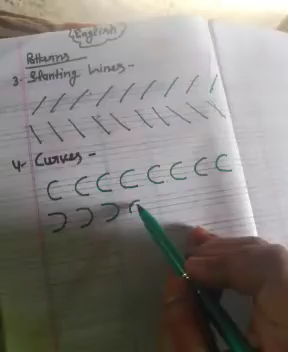 English
Patterns
3. Slanting Lines -
/ / / / / / / / /
\ \ \ \ \ \ \ \ \
4. Curves -
C C C C C C C C
Ɔ Ɔ Ɔ